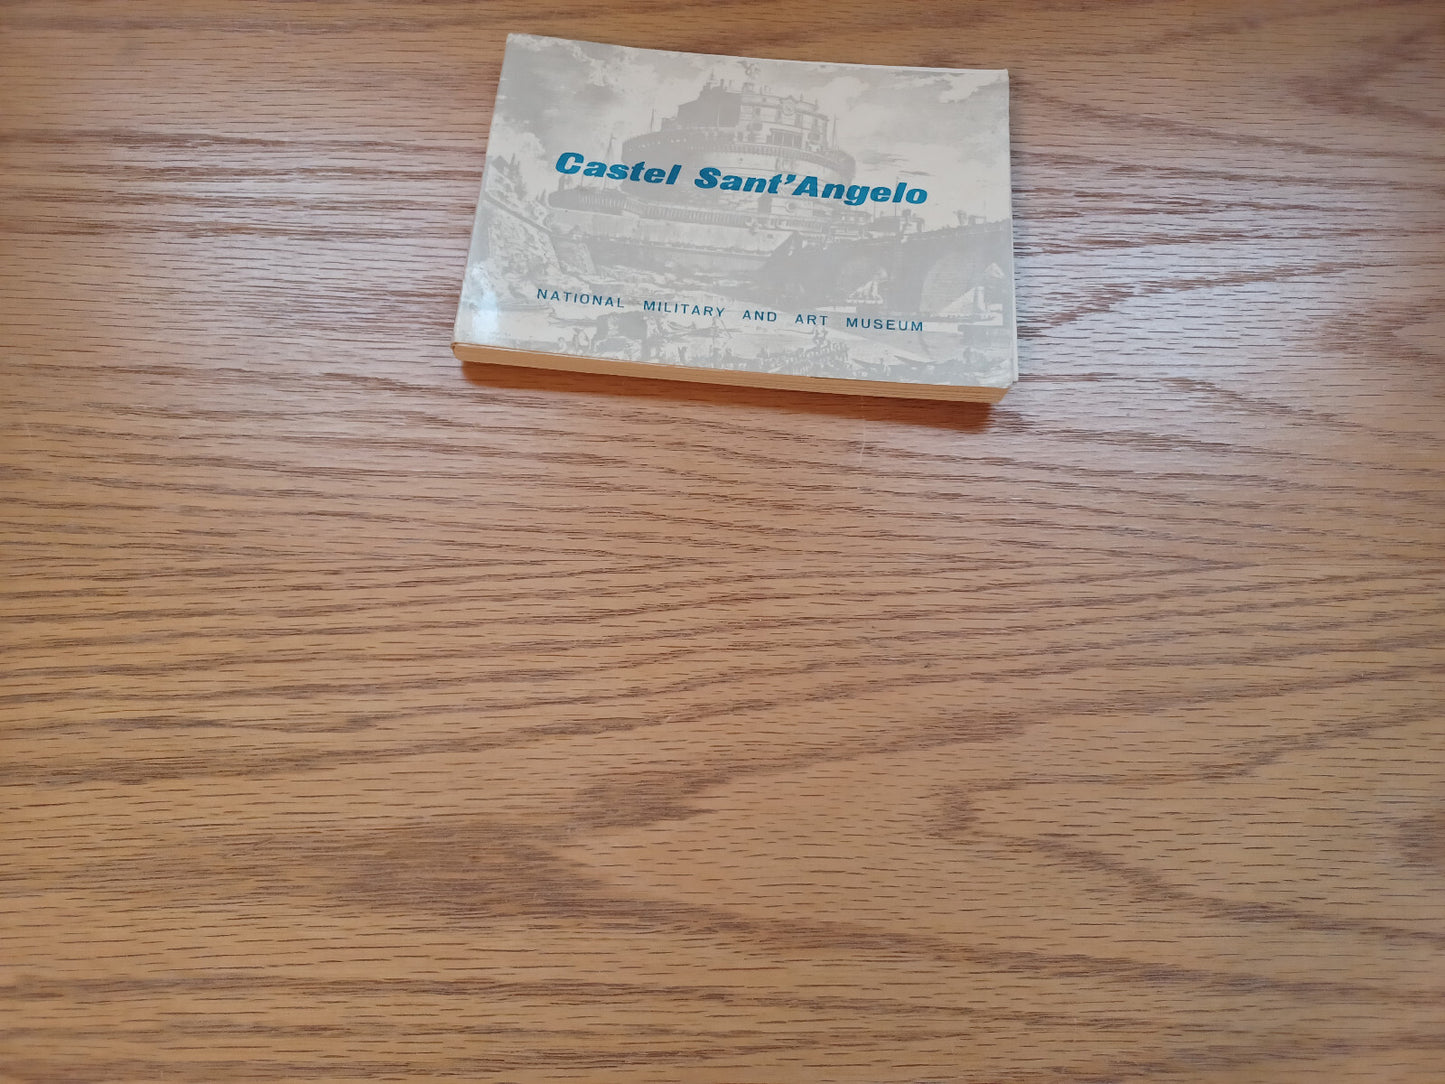 Castel Sant'Angelo
NATIONAL MILITARY AND ART MUSEUM